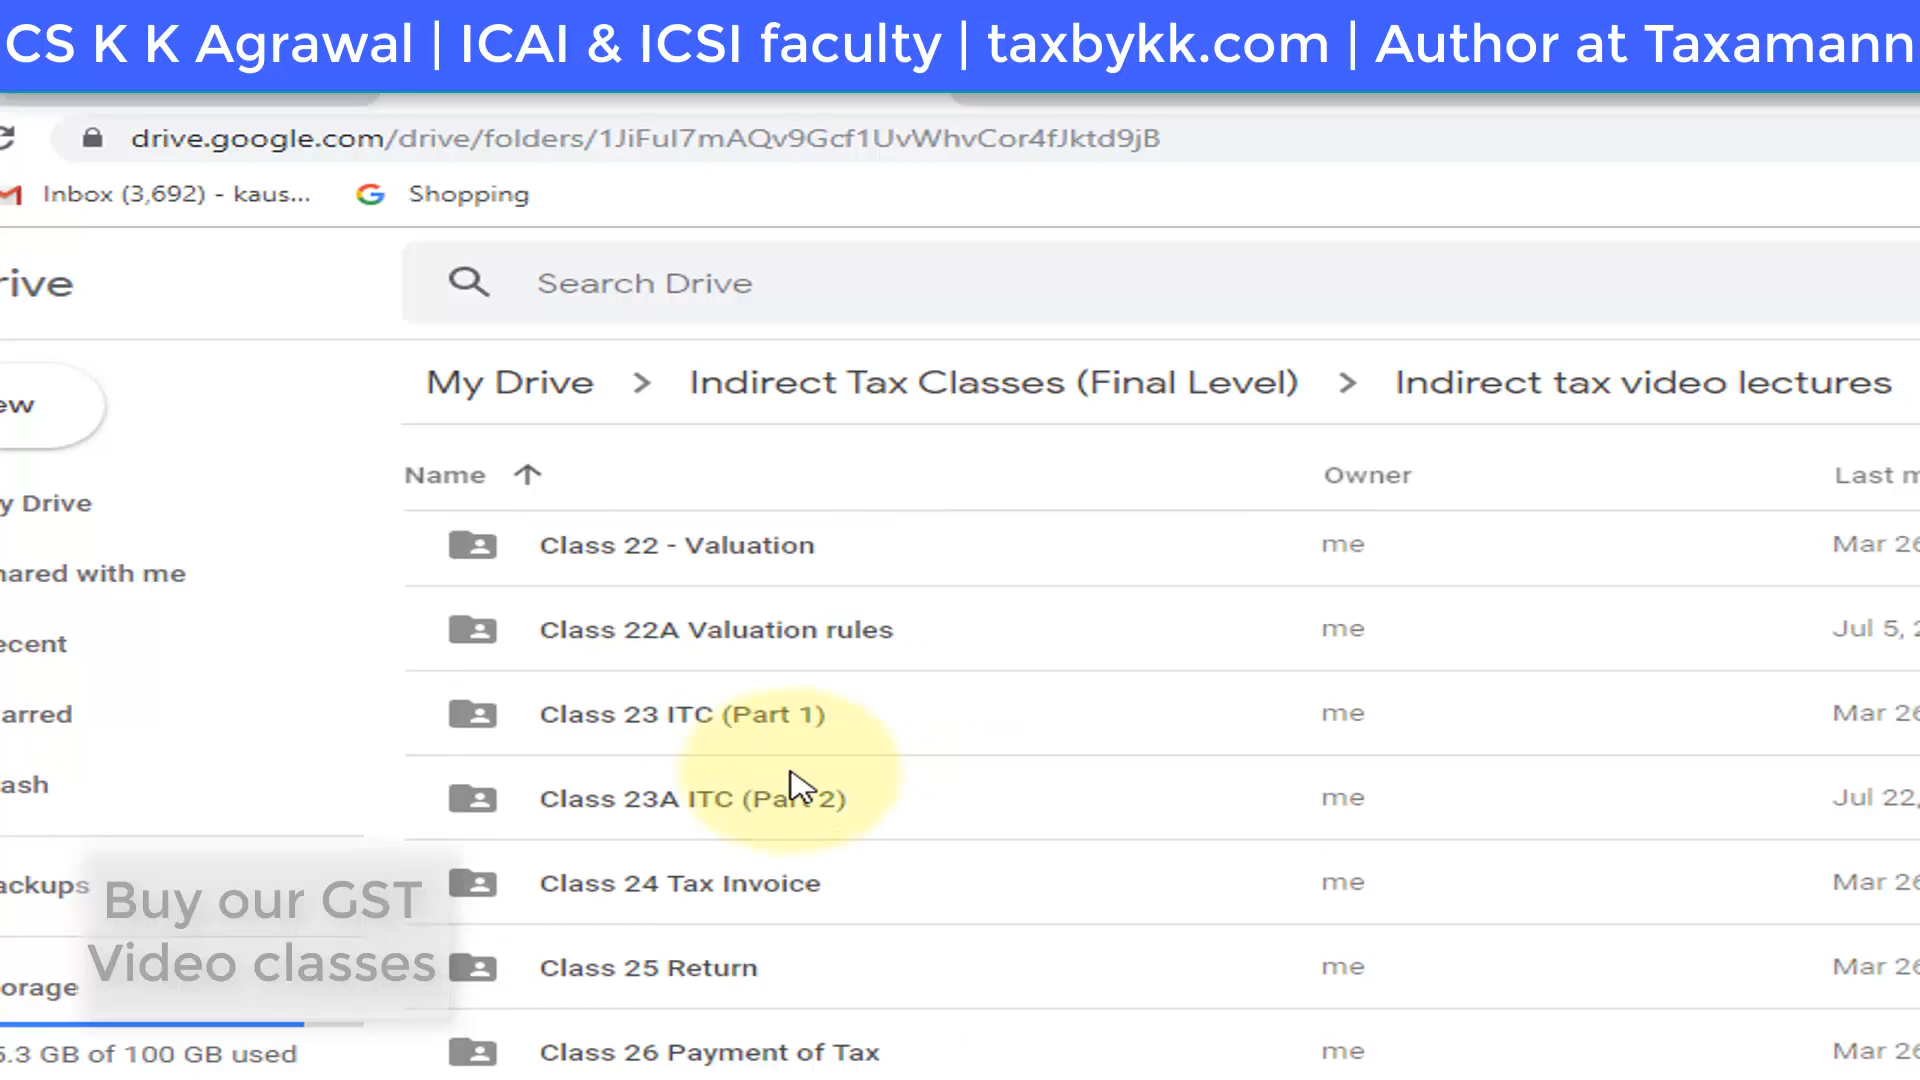 CS K K Agrawal | ICAI & ICSI faculty | taxbykk.com | Author at Taxamann
drive.google.com/drive/folders/1JiFuI7mAQv9Gcf1UvWhvCor4fJktd9jB
Inbox (3,692) - kaus... Shopping
rive Search Drive
My Drive > Indirect Tax Classes (Final Level) > Indirect tax video lectures
ew
Name Owner Last m
y Drive
Class 22 - Valuation me Mar 26
hared with me
Class 22A Valuation rules me Jul 5, 2
ecent
arred
Class 23 ITC (Part 1) me Mar 26
ash
Class 23A ITC (Part 2) me Jul 22,
ackups
Class 24 Tax Invoice me Mar 26
Buy our GST
Video classes
Class 25 Return me Mar 26
orage
5.3 GB of 100 GB used
Class 26 Payment of Tax me Mar 26